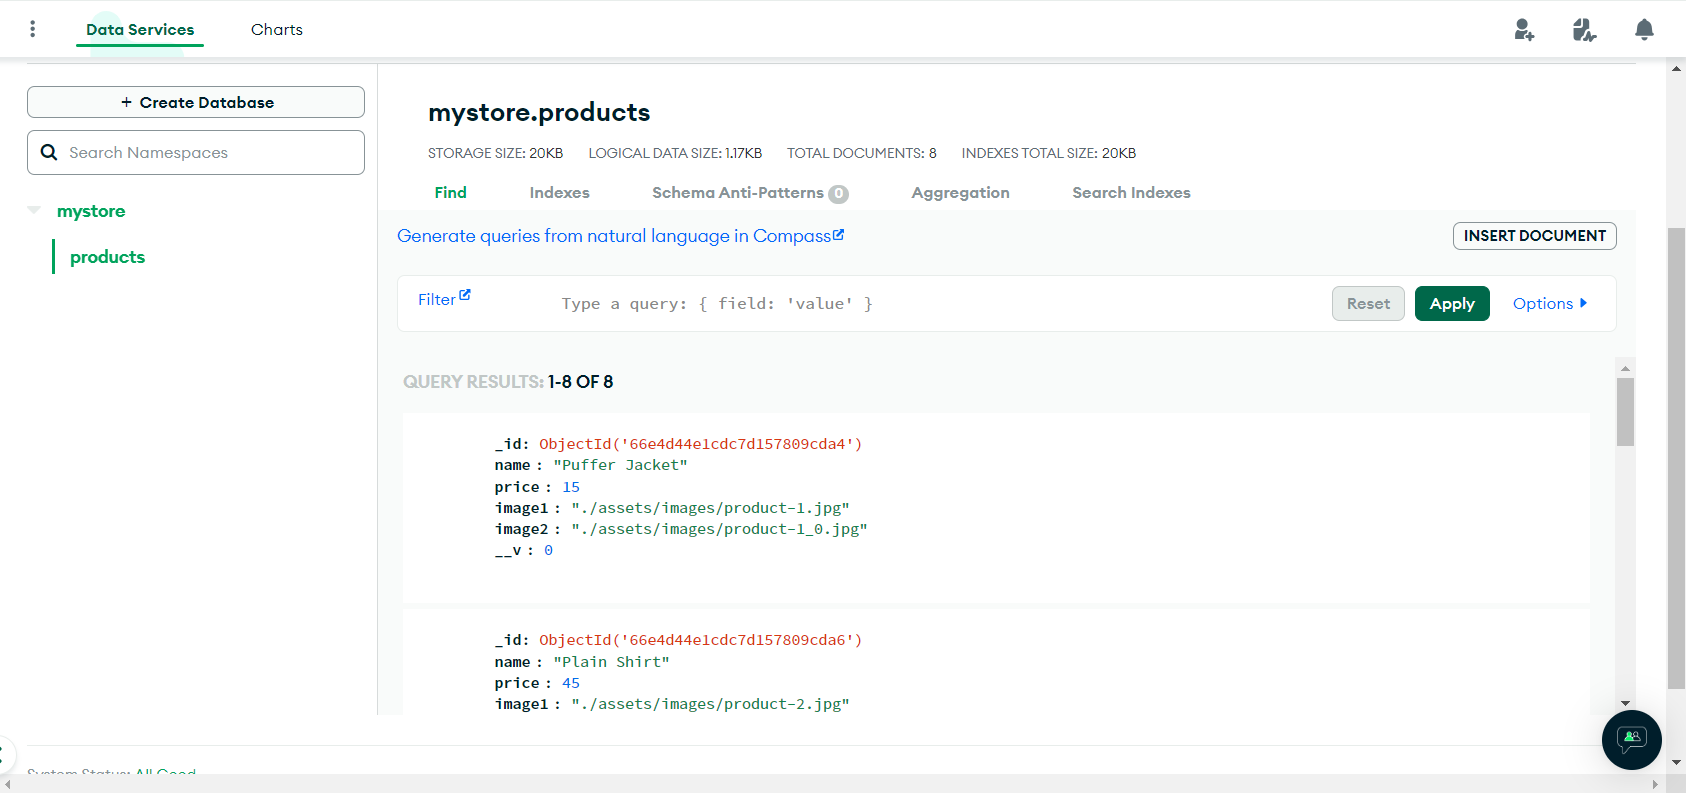 Data Services
Charts
+ Create Database
Search Namespaces
mystore
products
mystore.products
STORAGE SIZE: 20KB LOGICAL DATA SIZE: 1.17KB TOTAL DOCUMENTS: 8 INDEXES TOTAL SIZE: 20KB
Find Indexes Schema Anti-Patterns 0 Aggregation Search Indexes
Generate queries from natural language in Compass
INSERT DOCUMENT
Filter
Type a query: { field: 'value' }
Reset
Apply
Options
QUERY RESULTS: 1-8 OF 8
_id: ObjectId('66e4d44e1cdc7d157809cda4')
name : "Puffer Jacket"
price : 15
image1 : "./assets/images/product-1.jpg"
image2 : "./assets/images/product-1_0.jpg"
__v : 0
_id: ObjectId('66e4d44e1cdc7d157809cda6')
name : "Plain Shirt"
price : 45
image1 : "./assets/images/product-2.jpg"
System Status: All Good